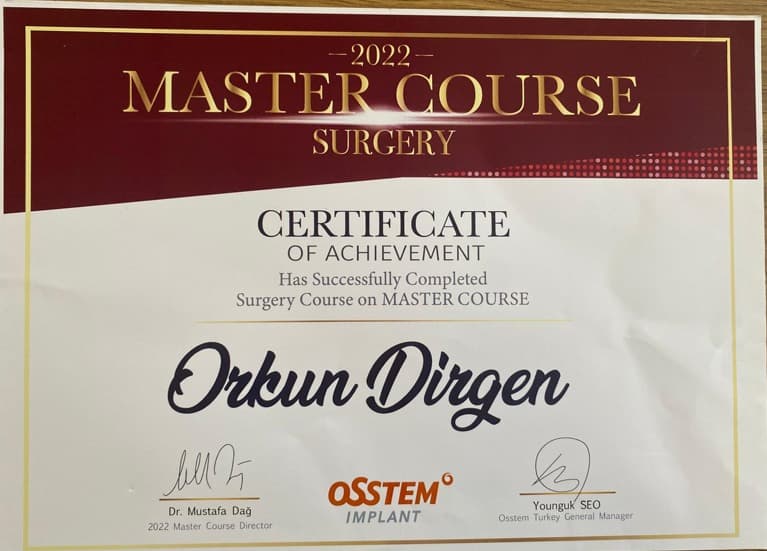 —2022—
MASTER COURSE
SURGERY
CERTIFICATE
OF ACHIEVEMENT
Has Successfully Completed
Surgery Course on MASTER COURSE
Orkun Dirgen
Dr. Mustafa Dağ
2022 Master Course Director
OSSTEM
IMPLANT
Younguk SEO
Osstem Turkey General Manager